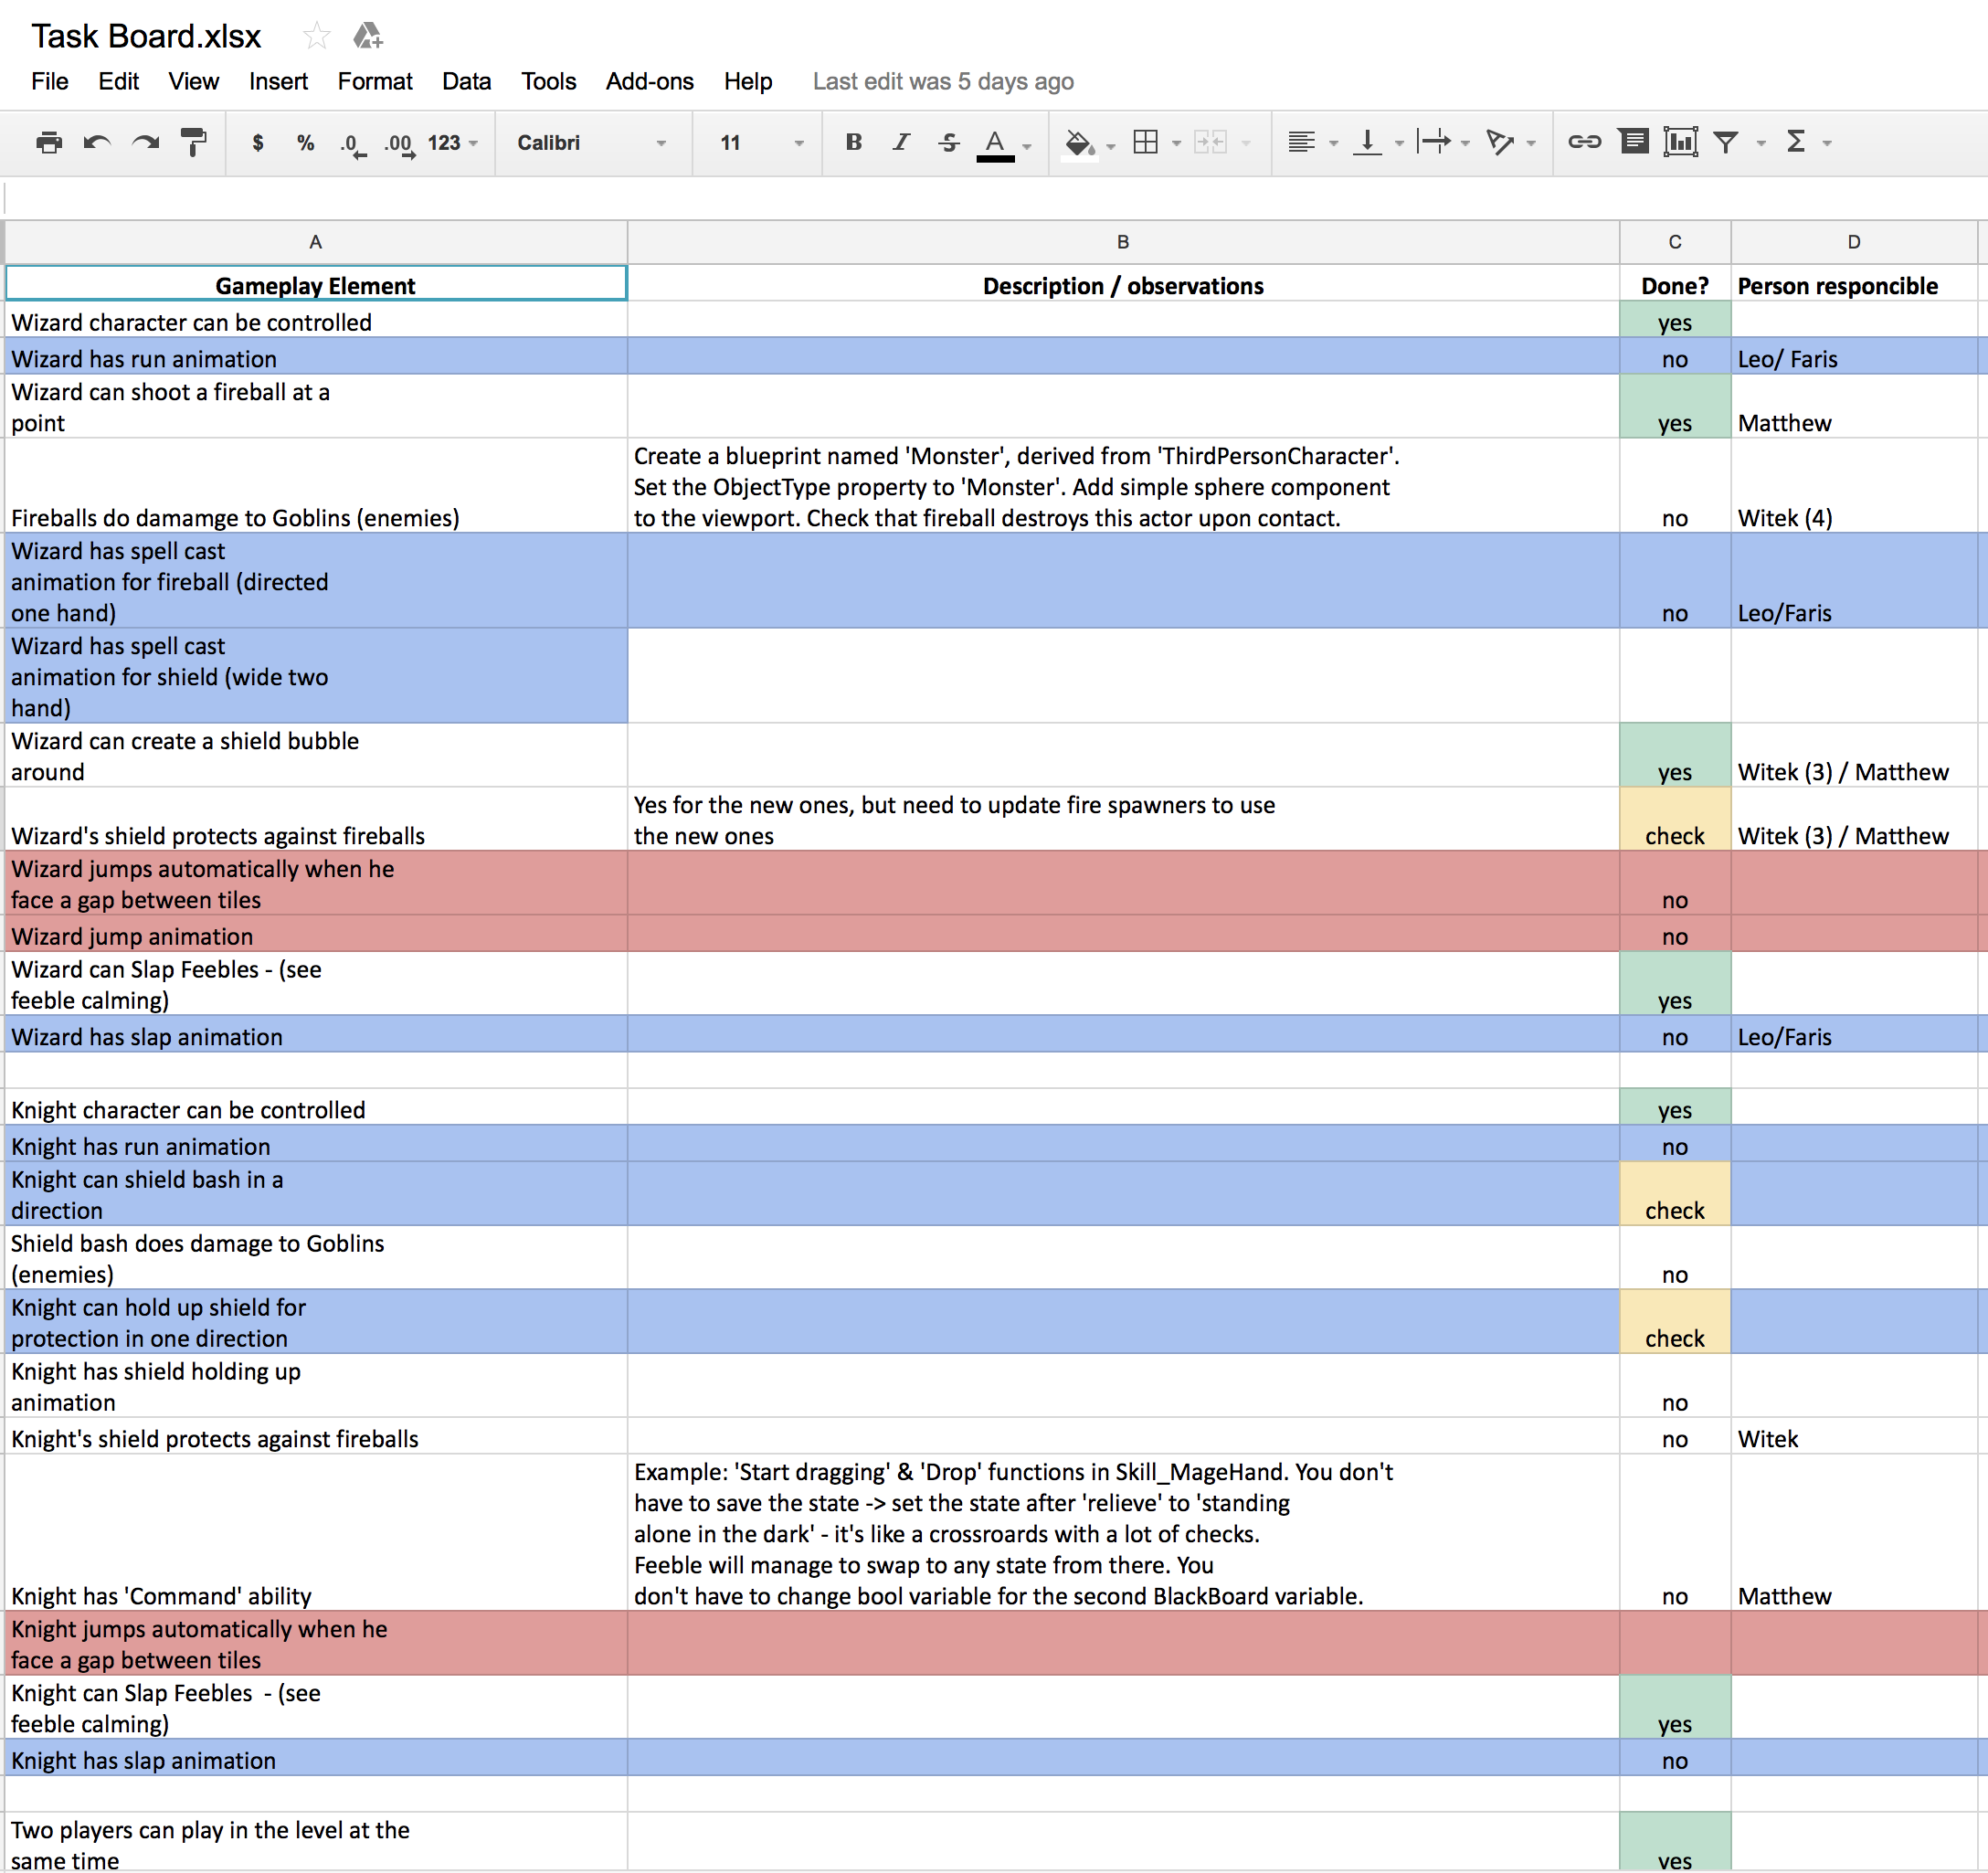 Task Board.xlsx
File Edit View Insert Format Data Tools Add-ons Help Last edit was 5 days ago
$ % .0 .00 123 Calibri 11 B I S A Σ
A B C D
Gameplay Element Description / observations Done? Person responcible
Wizard character can be controlled yes
Wizard has run animation no Leo/ Faris
Wizard can shoot a fireball at a
point yes Matthew
Create a blueprint named 'Monster', derived from 'ThirdPersonCharacter'.
Set the ObjectType property to 'Monster'. Add simple sphere component
Fireballs do damamge to Goblins (enemies) to the viewport. Check that fireball destroys this actor upon contact. no Witek (4)
Wizard has spell cast
animation for fireball (directed
one hand) no Leo/Faris
Wizard has spell cast
animation for shield (wide two
hand)
Wizard can create a shield bubble
around yes Witek (3) / Matthew
Yes for the new ones, but need to update fire spawners to use
Wizard's shield protects against fireballs the new ones check Witek (3) / Matthew
Wizard jumps automatically when he
face a gap between tiles no
Wizard jump animation no
Wizard can Slap Feebles - (see
feeble calming) yes
Wizard has slap animation no Leo/Faris
Knight character can be controlled yes
Knight has run animation no
Knight can shield bash in a
direction check
Shield bash does damage to Goblins
(enemies) no
Knight can hold up shield for
protection in one direction check
Knight has shield holding up
animation no
Knight's shield protects against fireballs no Witek
Example: 'Start dragging' & 'Drop' functions in Skill_MageHand. You don't
have to save the state -> set the state after 'relieve' to 'standing
alone in the dark' - it's like a crossroards with a lot of checks.
Feeble will manage to swap to any state from there. You
Knight has 'Command' ability don't have to change bool variable for the second BlackBoard variable. no Matthew
Knight jumps automatically when he
face a gap between tiles
Knight can Slap Feebles  - (see
feeble calming) yes
Knight has slap animation no
Two players can play in the level at the
same time yes